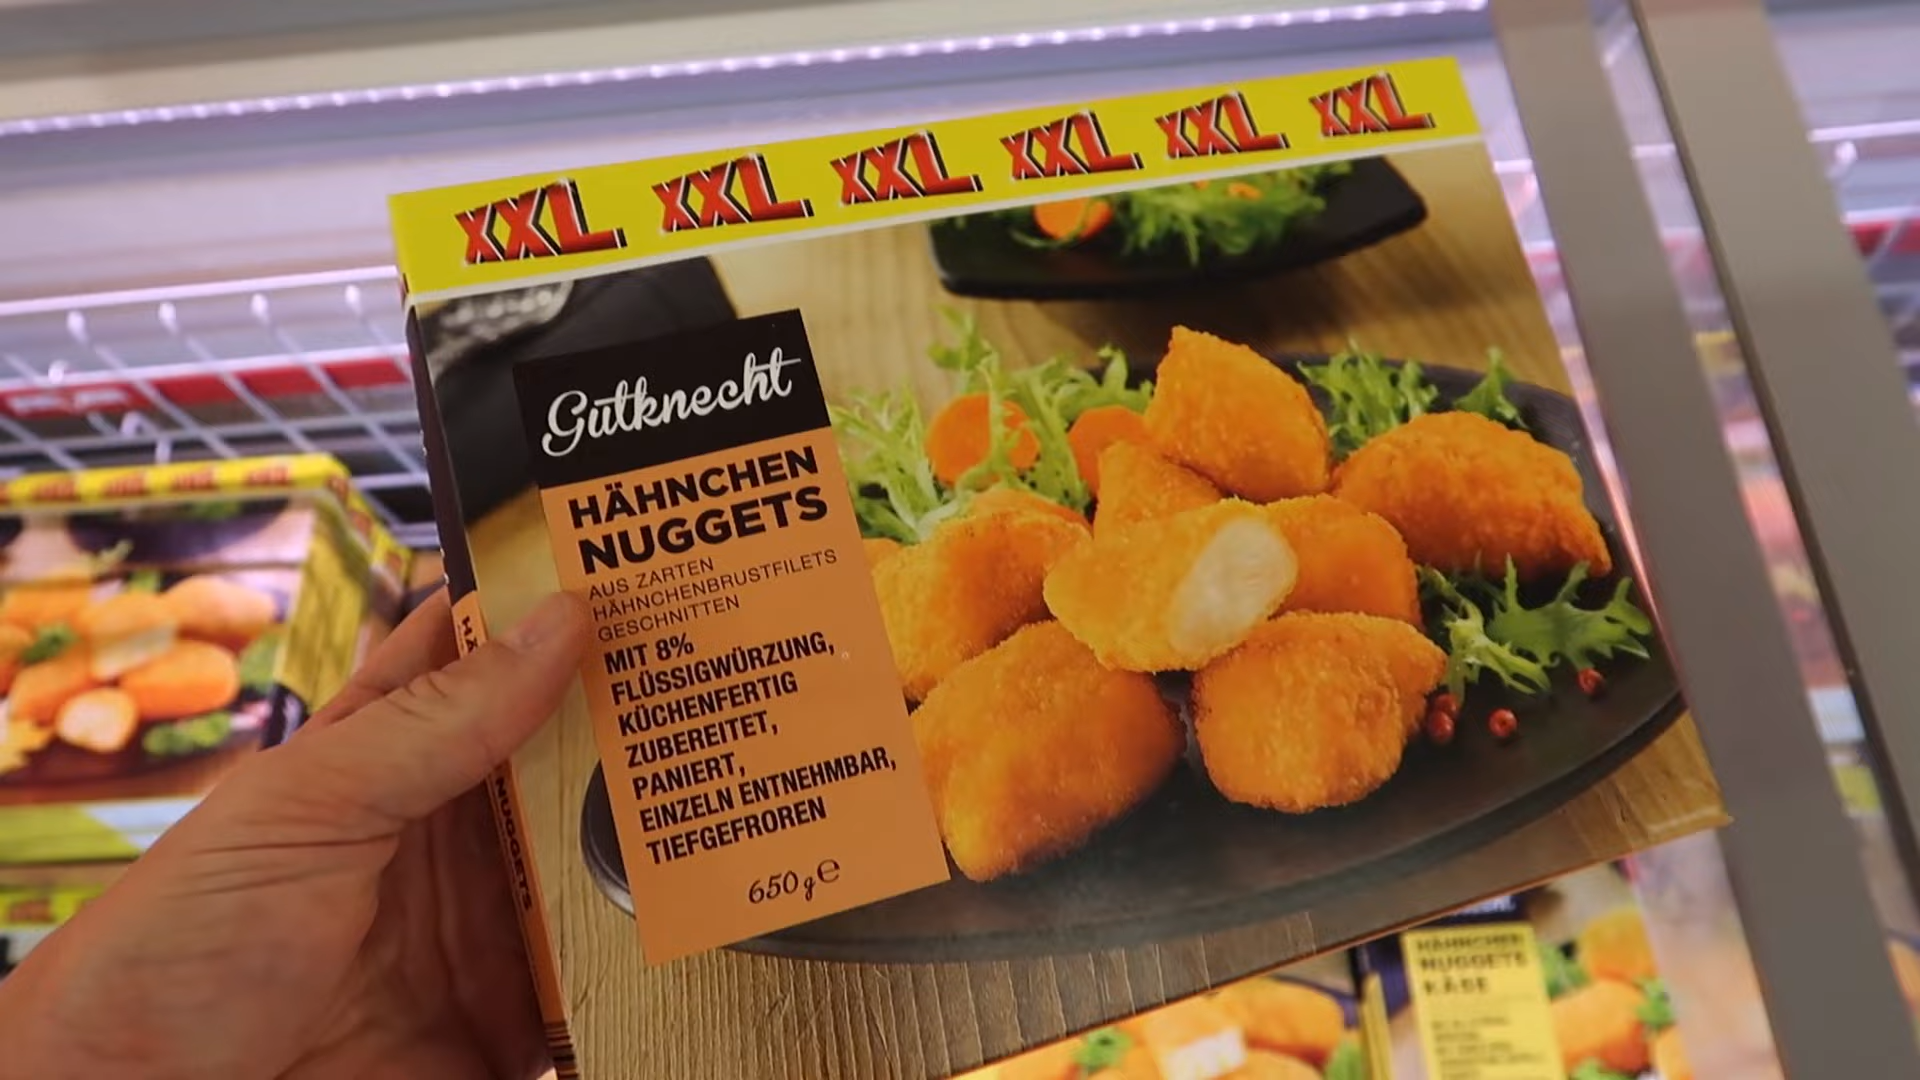 XXL XXL XXL XXL XXL XXL
Gutknecht
HÄHNCHEN
NUGGETS
AUS ZARTEN
HÄHNCHENBRUSTFILETS
GESCHNITTEN
MIT 8%
FLÜSSIGWÜRZUNG,
KÜCHENFERTIG
ZUBEREITET,
PANIERT,
EINZELN ENTNEHMBAR,
TIEFGEFROREN
650 g e
NUGGETS
HÄHNCHEN
NUGGETS
KÄSE